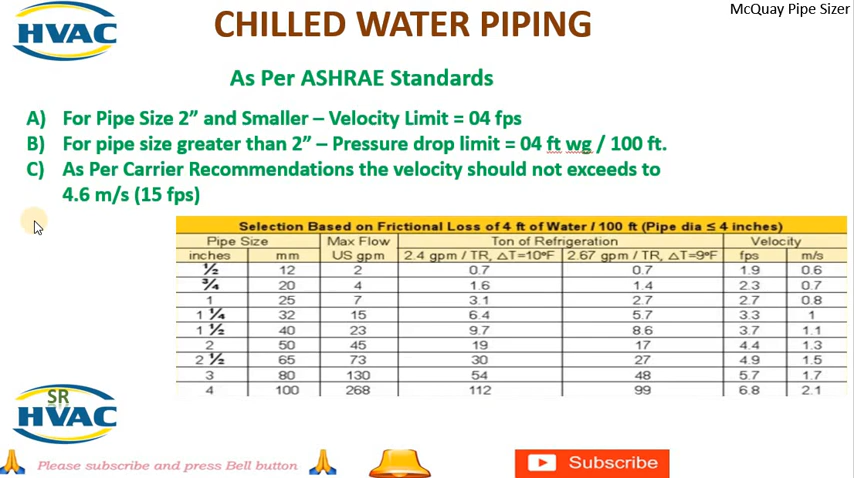 HVAC
CHILLED WATER PIPING
McQuay Pipe Sizer
As Per ASHRAE Standards
A) For Pipe Size 2” and Smaller – Velocity Limit = 04 fps
B) For pipe size greater than 2” – Pressure drop limit = 04 ft wg / 100 ft.
C) As Per Carrier Recommendations the velocity should not exceeds to
4.6 m/s (15 fps)
Selection Based on Frictional Loss of 4 ft of Water / 100 ft (Pipe dia ≤ 4 inches)
Pipe Size Max Flow Ton of Refrigeration Velocity
inches mm US gpm 2.4 gpm / TR, ΔT=10ºF 2.67 gpm / TR, ΔT=9ºF fps m/s
½ 12 2 0.7 0.7 1.9 0.6
¾ 20 4 1.6 1.4 2.3 0.7
1 25 7 3.1 2.7 2.7 0.8
1 ¼ 32 15 6.4 5.7 3.3 1
1 ½ 40 23 9.7 8.6 3.7 1.1
2 50 45 19 17 4.4 1.3
2 ½ 65 73 30 27 4.9 1.5
3 80 130 54 48 5.7 1.7
4 100 268 112 99 6.8 2.1
SR
HVAC
Please subscribe and press Bell button
Subscribe